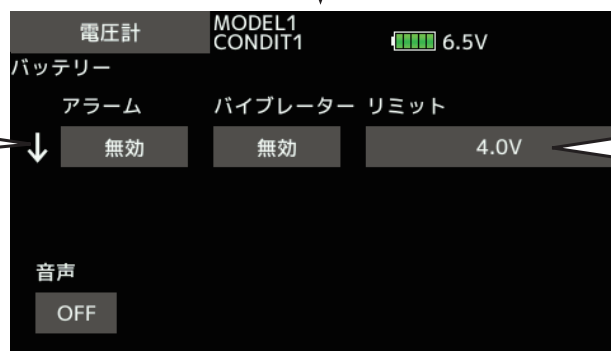 電圧計 MODEL1
CONDIT1 6.5V
バッテリー
アラーム バイブレーター リミット
↓ 無効 無効 4.0V
音声
OFF